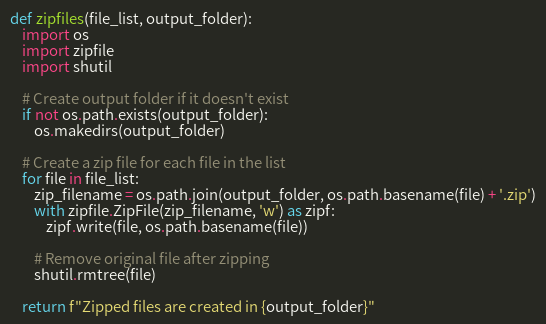 def zipfiles(file_list, output_folder):
    import os
    import zipfile
    import shutil

    # Create output folder if it doesn't exist
    if not os.path.exists(output_folder):
        os.makedirs(output_folder)

    # Create a zip file for each file in the list
    for file in file_list:
        zip_filename = os.path.join(output_folder, os.path.basename(file) + '.zip')
        with zipfile.ZipFile(zip_filename, 'w') as zipf:
            zipf.write(file, os.path.basename(file))

        # Remove original file after zipping
        shutil.rmtree(file)

    return f"Zipped files are created in {output_folder}"